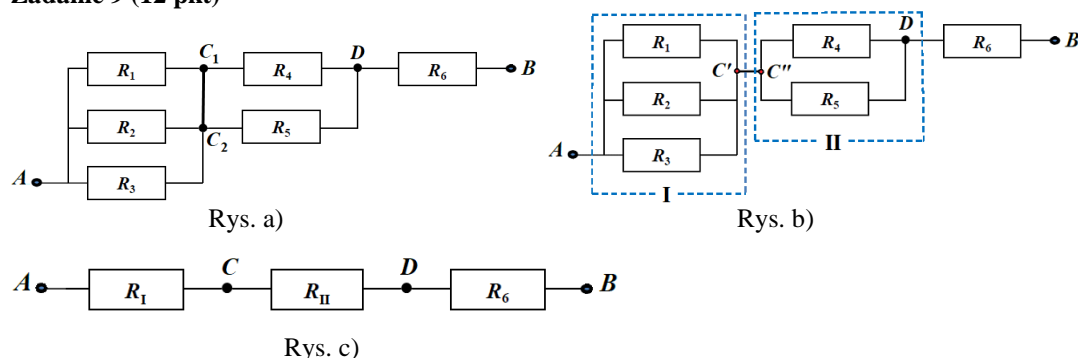 Zadanie 9 (12 pkt)
R1 C1 R4 D R6 B
R2 C2 R5
A R3
Rys. a)
R1 R4 D R6 B
C' C''
R2 R5
II
A R3
I
Rys. b)
A RI C RII D R6 B
Rys. c)